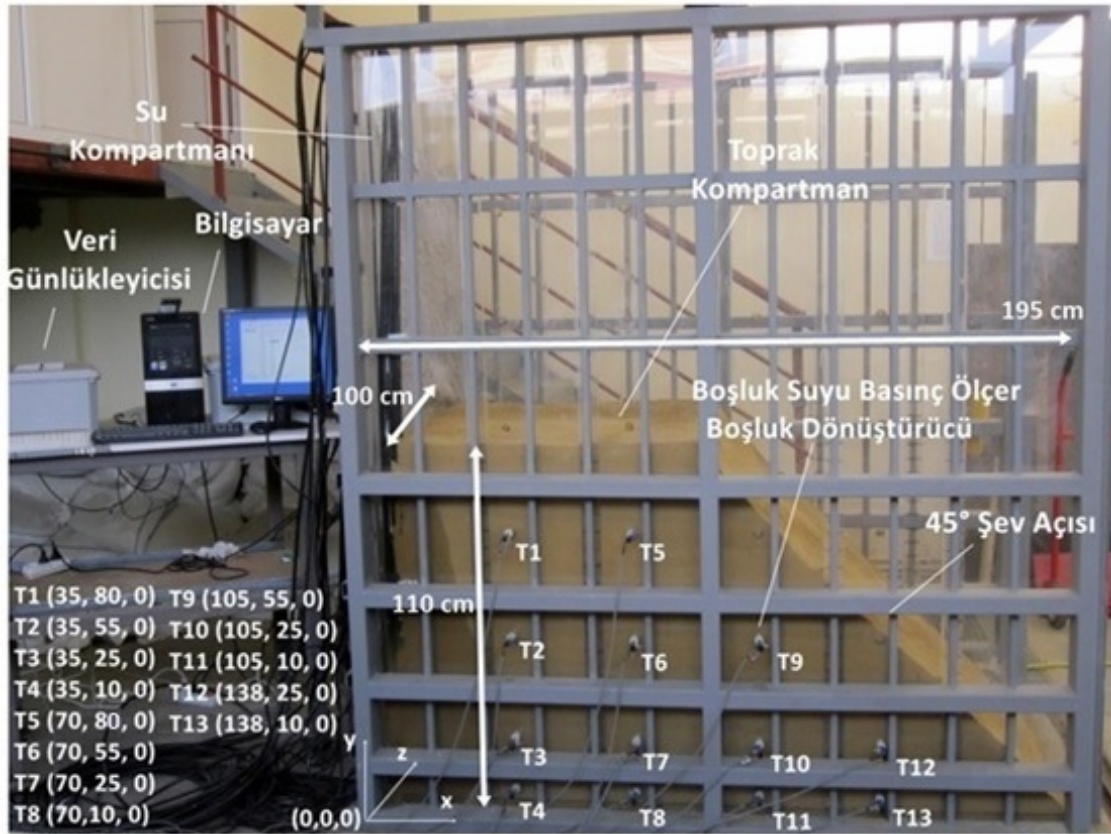 Su
Kompartmanı
Toprak
Kompartman
Bilgisayar
Veri
Günlükleyicisi
195 cm
100 cm
Boşluk Suyu Basınç Ölçer
Boşluk Dönüştürücü
45° Şev Açısı
T1
T5
110 cm
T2
T6
T9
T3
T7
T10
T12
T4
T8
T11
T13
T1 (35, 80, 0) T9 (105, 55, 0)
T2 (35, 55, 0) T10 (105, 25, 0)
T3 (35, 25, 0) T11 (105, 10, 0)
T4 (35, 10, 0) T12 (138, 25, 0)
T5 (70, 80, 0) T13 (138, 10, 0)
T6 (70, 55, 0)
T7 (70, 25, 0)
T8 (70,10, 0)
y
z
x
(0,0,0)